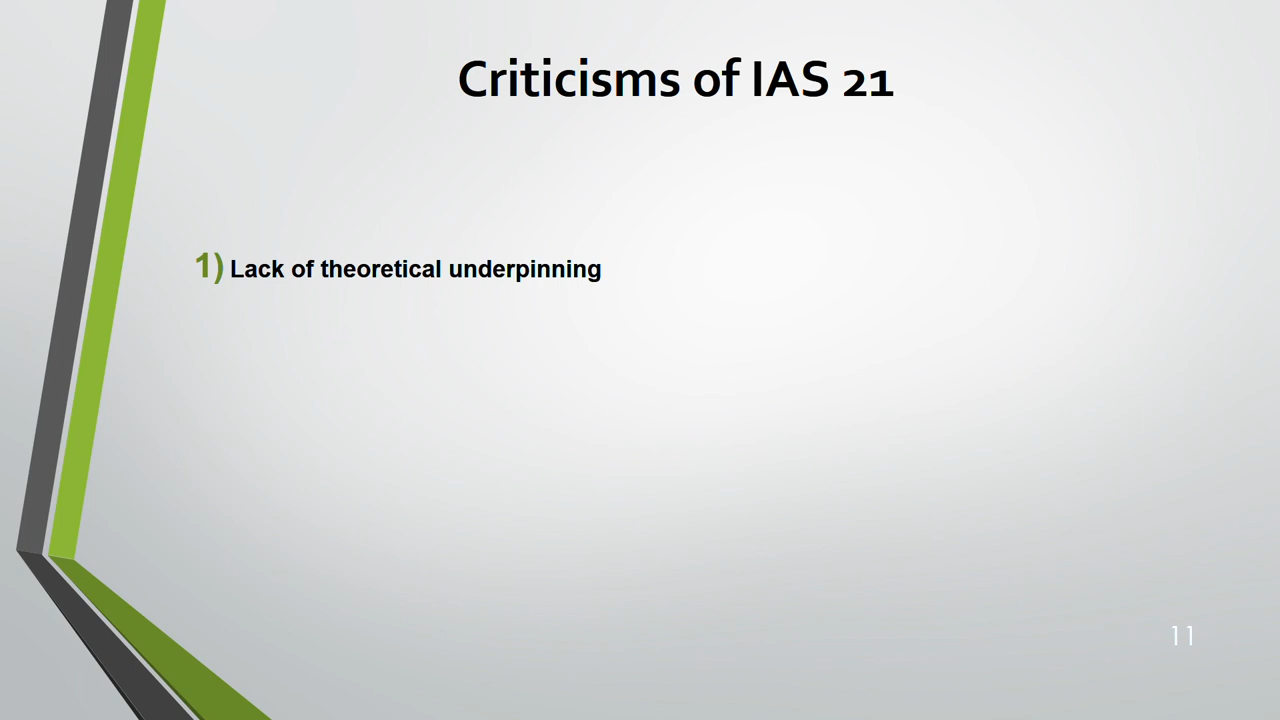 Criticisms of IAS 21
1) Lack of theoretical underpinning
11